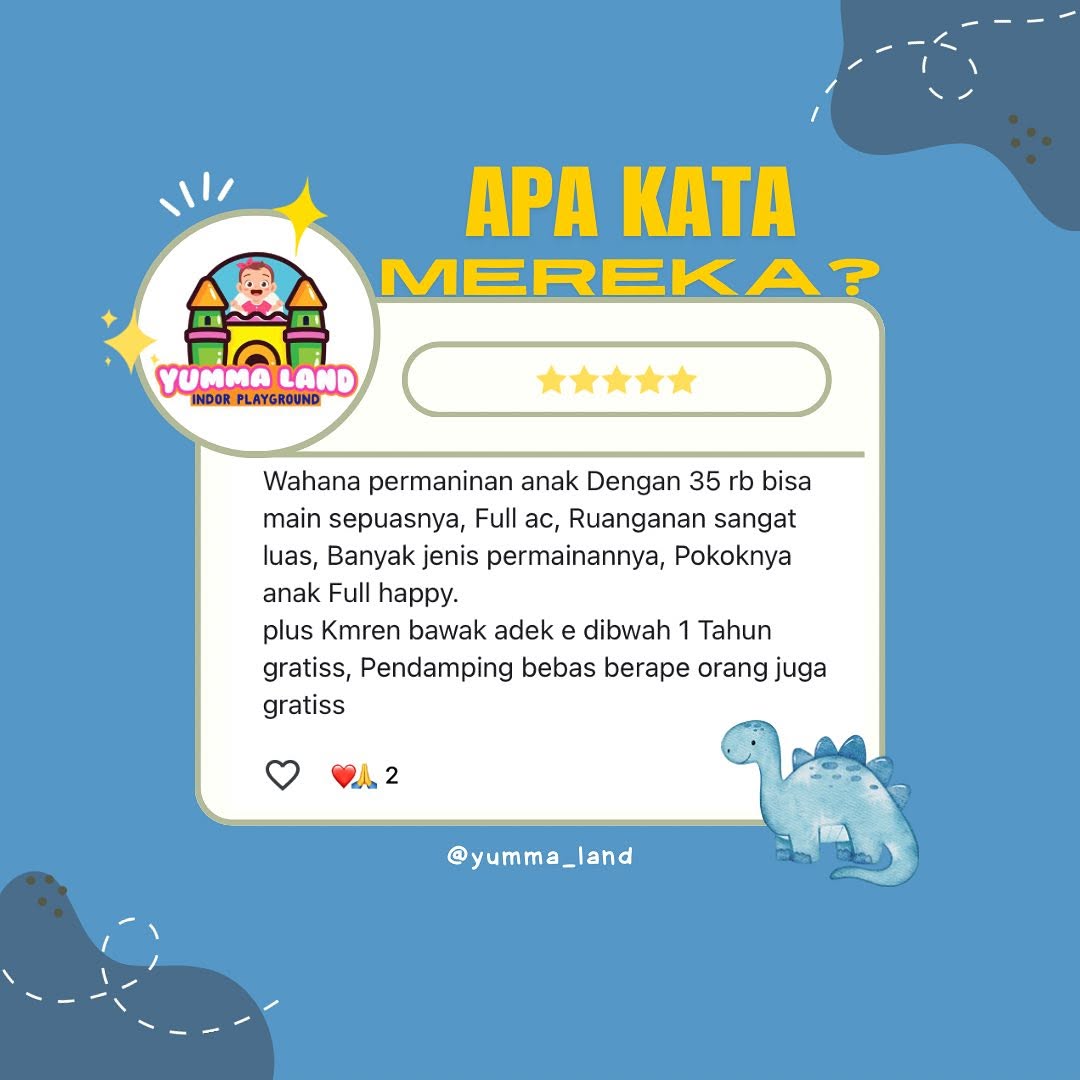 APA KATA
MEREKA?
YUMMA LAND
INDOR PLAYGROUND
Wahana permaninan anak Dengan 35 rb bisa
main sepuasnya, Full ac, Ruanganan sangat
luas, Banyak jenis permainannya, Pokoknya
anak Full happy.
plus Kmren bawak adek e dibwah 1 Tahun
gratiss, Pendamping bebas berape orang juga
gratiss
2
@yumma_land